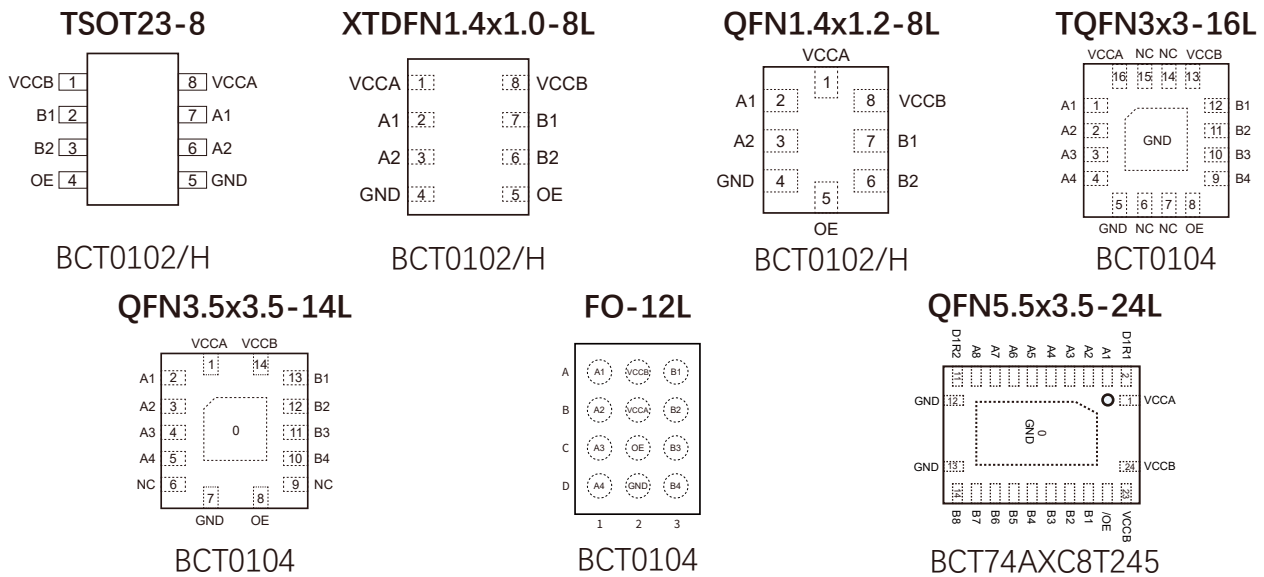 TSOT23-8
XTDFN1.4x1.0-8L
QFN1.4x1.2-8L
TQFN3x3-16L
VCCB 1 8 VCCA
B1 2 7 A1
B2 3 6 A2
OE 4 5 GND
BCT0102/H
VCCA 1 8 VCCB
A1 2 7 B1
A2 3 6 B2
GND 4 5 OE
BCT0102/H
VCCA
1
A1 2 8 VCCB
A2 3 7 B1
GND 4 6 B2
5
OE
BCT0102/H
VCCA NC NC VCCB
16 15 14 13
A1 1 12 B1
A2 2 11 B2
GND
A3 3 10 B3
A4 4 9 B4
5 6 7 8
GND NC NC OE
BCT0104
QFN3.5x3.5-14L
FO-12L
QFN5.5x3.5-24L
VCCA VCCB
1 14
A1 2 13 B1
A2 3 12 B2
A3 4 0 11 B3
A4 5 10 B4
NC 6 9 NC
7 8
GND OE
BCT0104
A A1 VCCB B1
B A2 VCCA B2
C A3 OE B3
D A4 GND B4
1 2 3
BCT0104
D1R2 A8 A7 A6 A5 A4 A3 A2 A1 D1R1
11 2
GND 12 1 VCCA
0
GND
GND 13 24 VCCB
14 23
B8 B7 B6 B5 B4 B3 B2 B1 /OE VCCB
BCT74AXC8T245